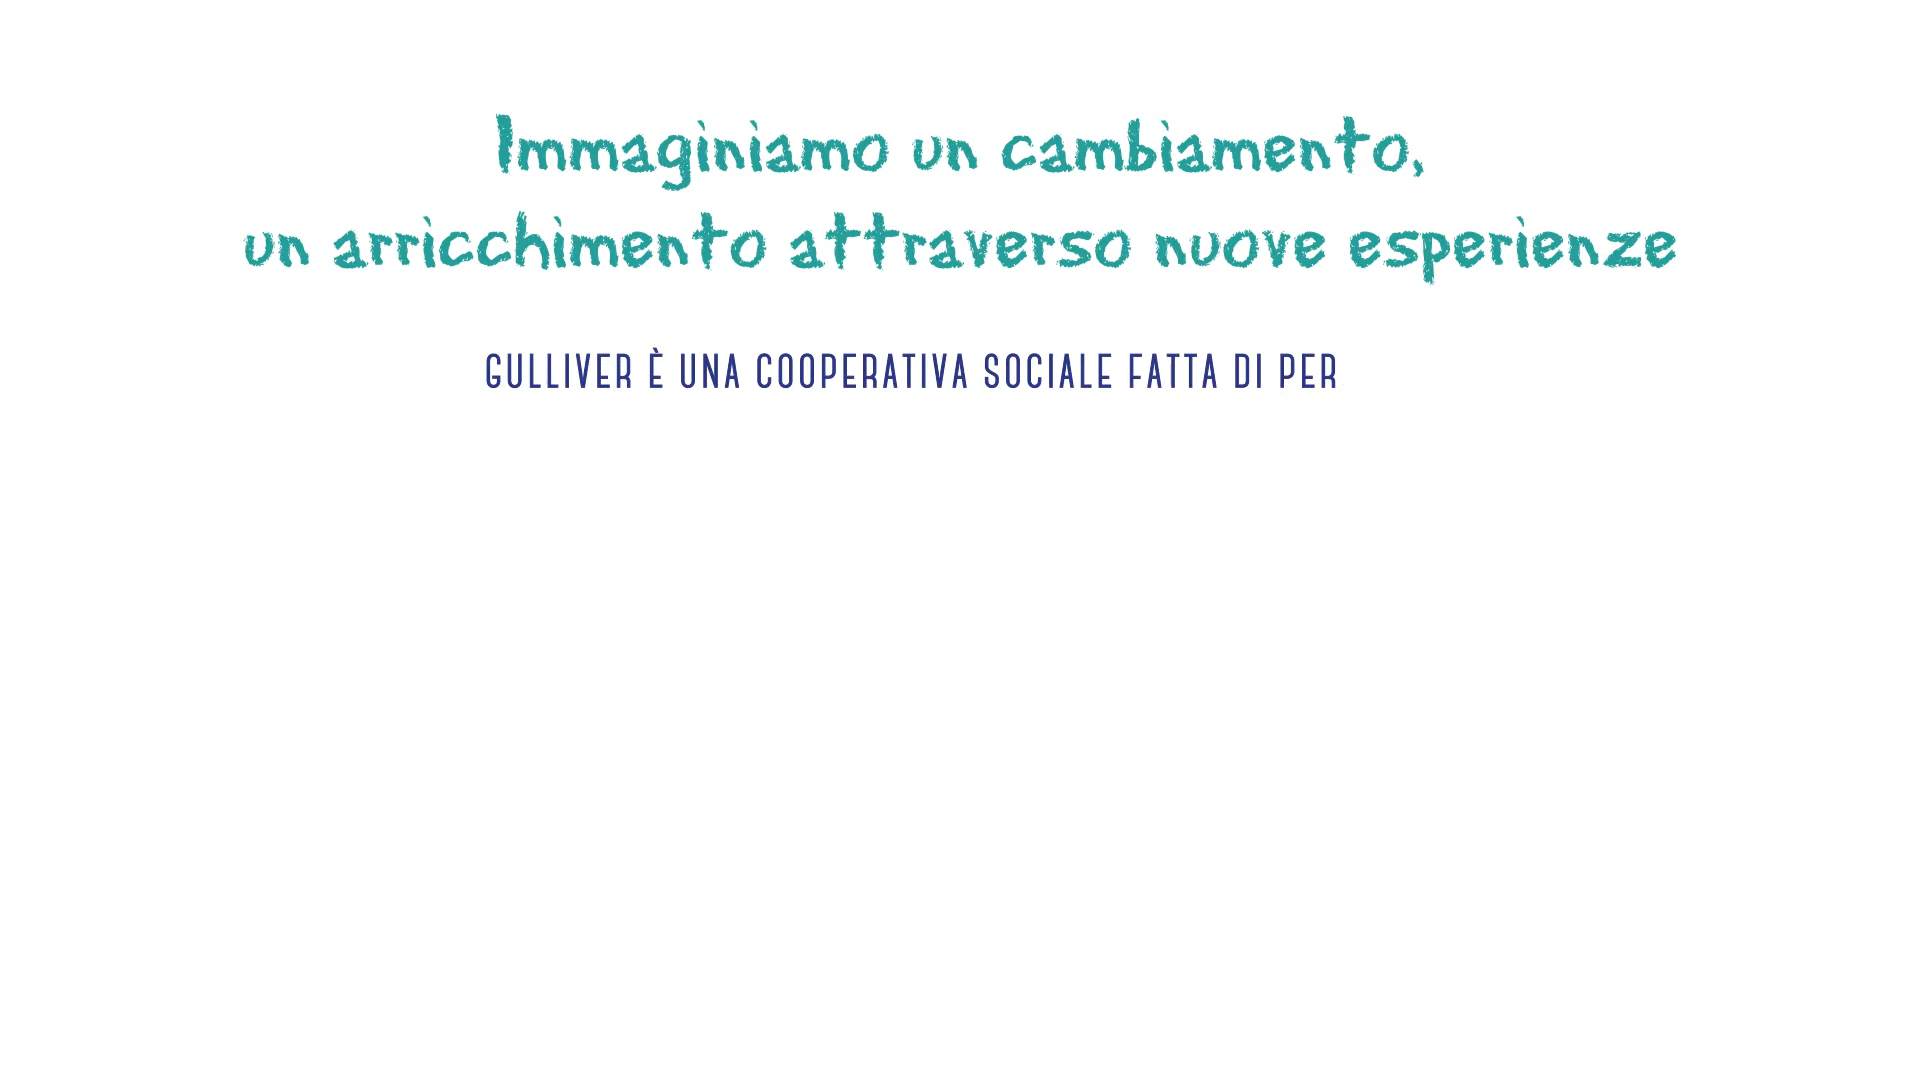 Immaginiamo un cambiamento,
un arricchimento attraverso nuove esperienze
GULLIVER È UNA COOPERATIVA SOCIALE FATTA DI PER